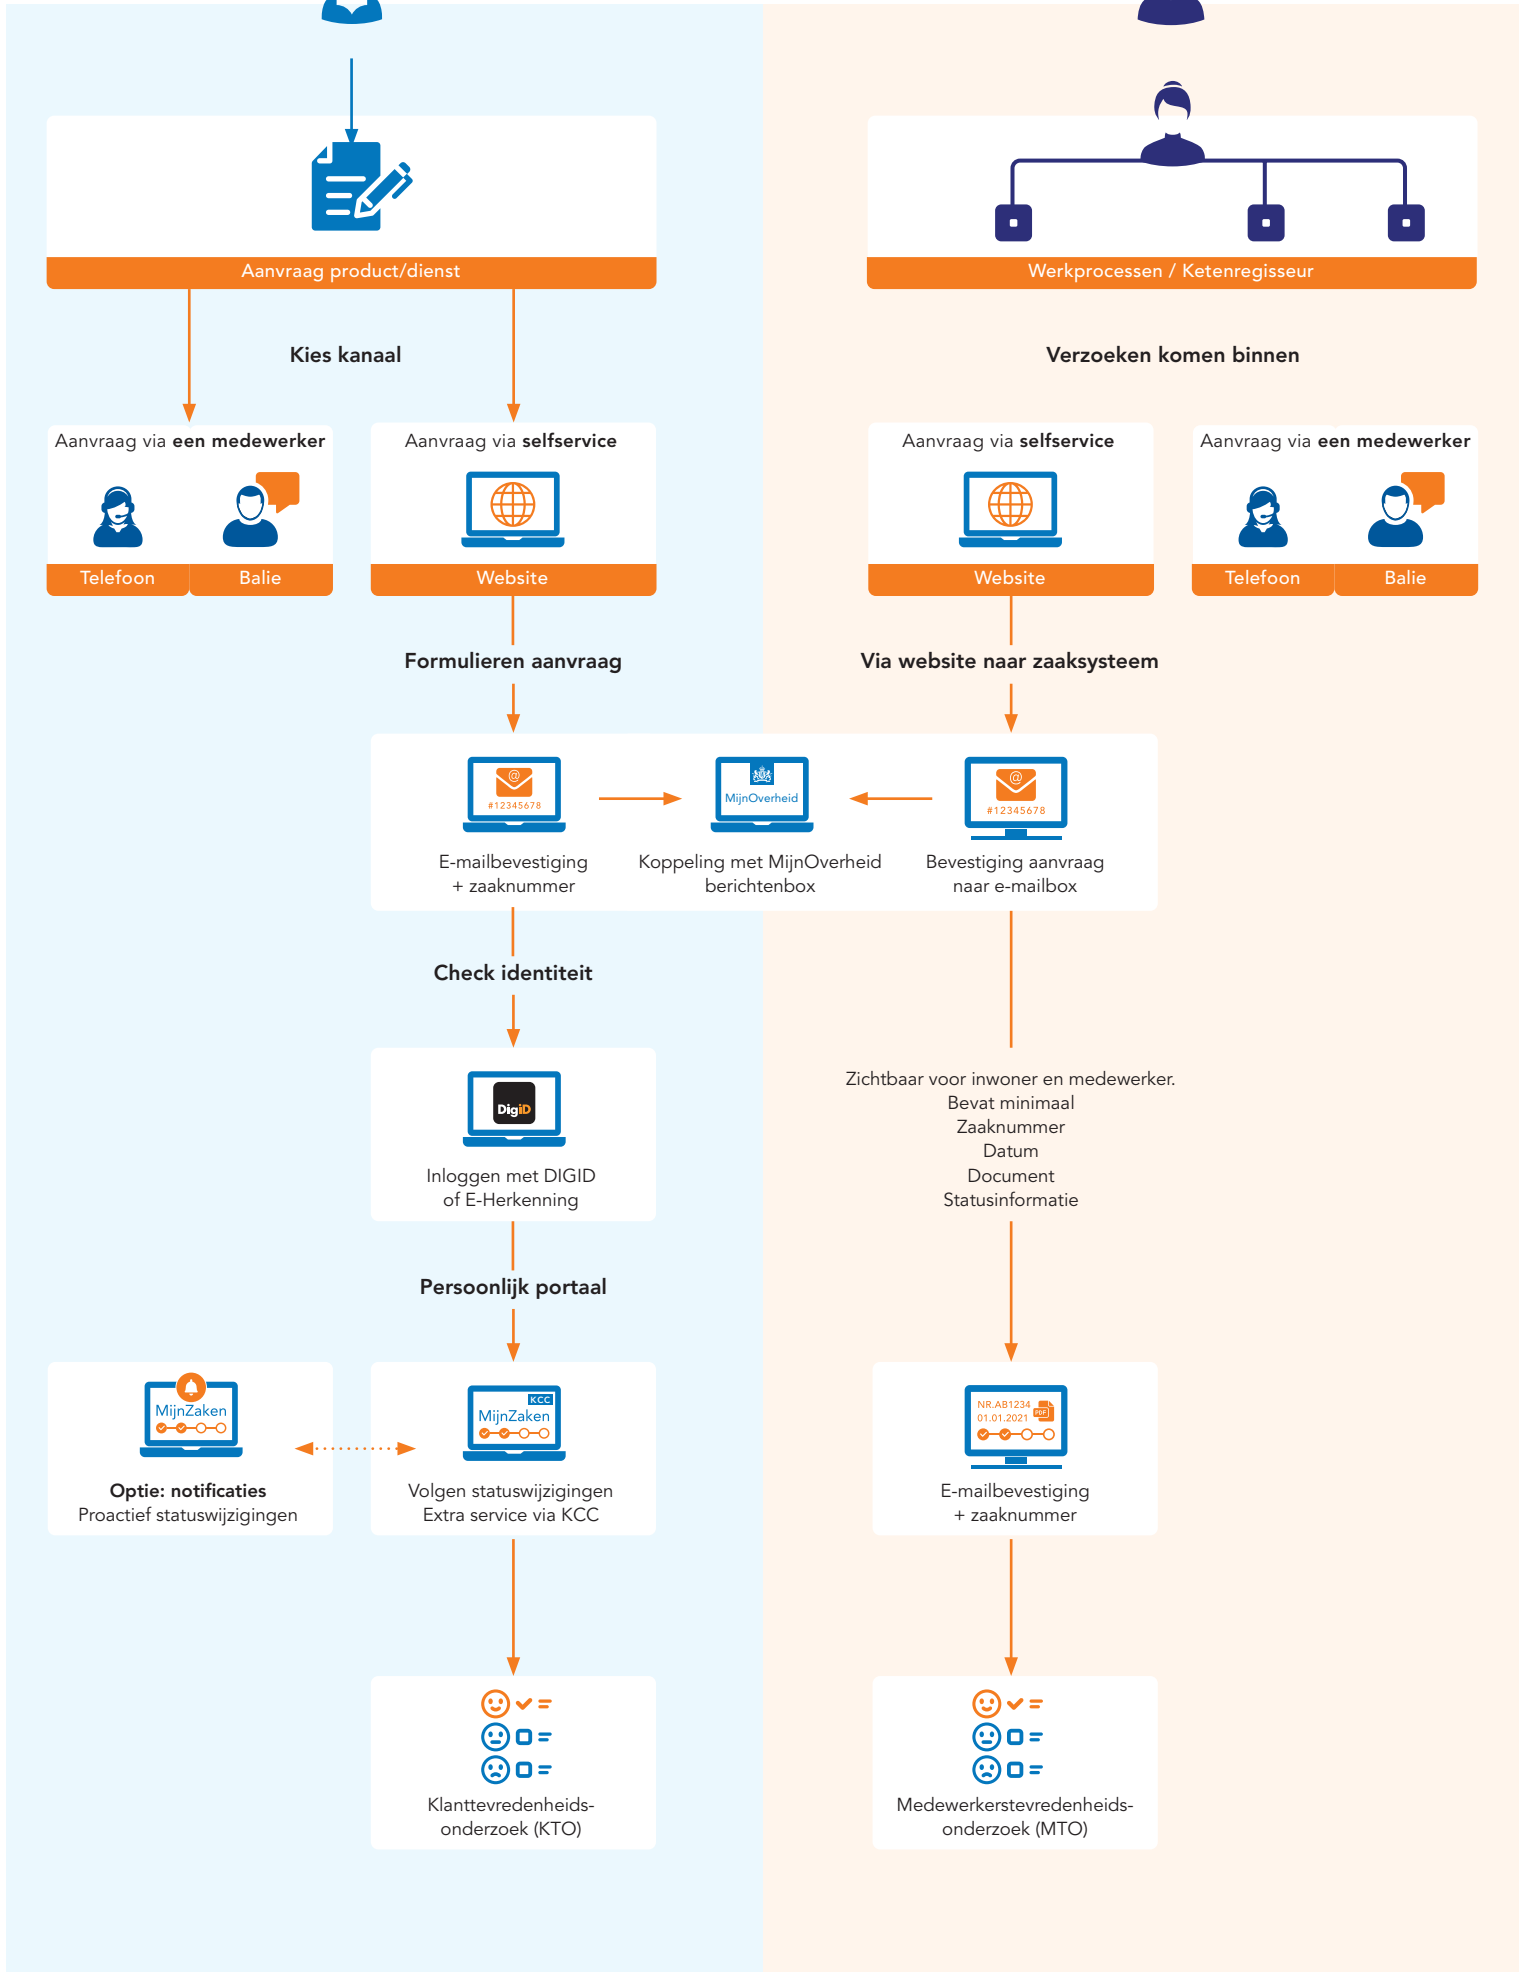 Aanvraag product/dienst
Kies kanaal
Aanvraag via een medewerker
Telefoon
Balie
Aanvraag via selfservice
Website
Formulieren aanvraag
@
#12345678
E-mailbevestiging
+ zaaknummer
MijnOverheid
Koppeling met MijnOverheid
berichtenbox
Check identiteit
DigiD
Inloggen met DIGID
of E-Herkenning
Persoonlijk portaal
MijnZaken
Optie: notificaties
Proactief statuswijzigingen
KCC
MijnZaken
Volgen statuswijzigingen
Extra service via KCC
Klanttevredenheids-
onderzoek (KTO)
Werkprocessen / Ketenregisseur
Verzoeken komen binnen
Aanvraag via selfservice
Website
Aanvraag via een medewerker
Telefoon
Balie
Via website naar zaaksysteem
@
#12345678
Bevestiging aanvraag
naar e-mailbox
Zichtbaar voor inwoner en medewerker.
Bevat minimaal
Zaaknummer
Datum
Document
Statusinformatie
NR.AB1234
01.01.2021
PDF
E-mailbevestiging
+ zaaknummer
Medewerkerstevredenheids-
onderzoek (MTO)